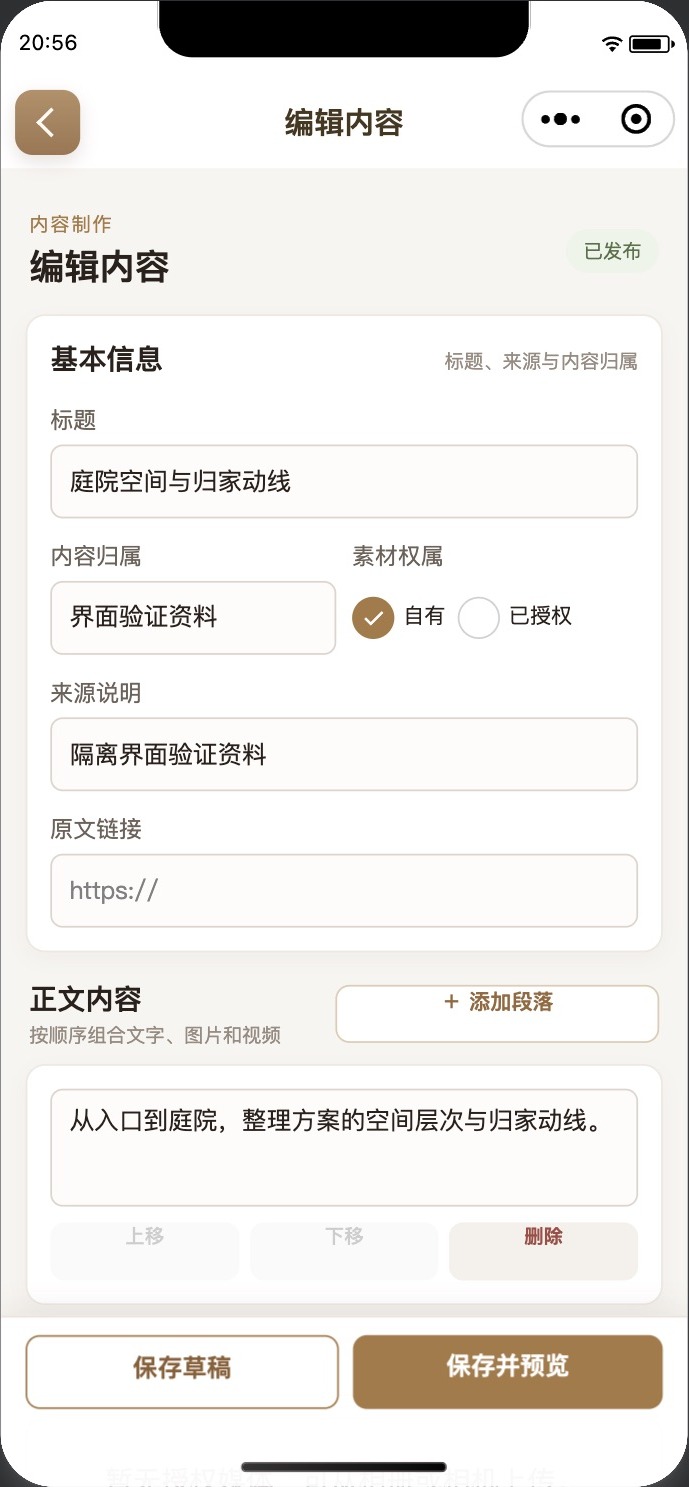 20:56
编辑内容
内容制作
编辑内容
已发布
基本信息
标题、来源与内容归属
标题
庭院空间与归家动线
内容归属
素材权属
界面验证资料
自有
已授权
来源说明
隔离界面验证资料
原文链接
https://
正文内容
按顺序组合文字、图片和视频
+ 添加段落
从入口到庭院，整理方案的空间层次与归家动线。
上移
下移
删除
保存草稿
保存并预览